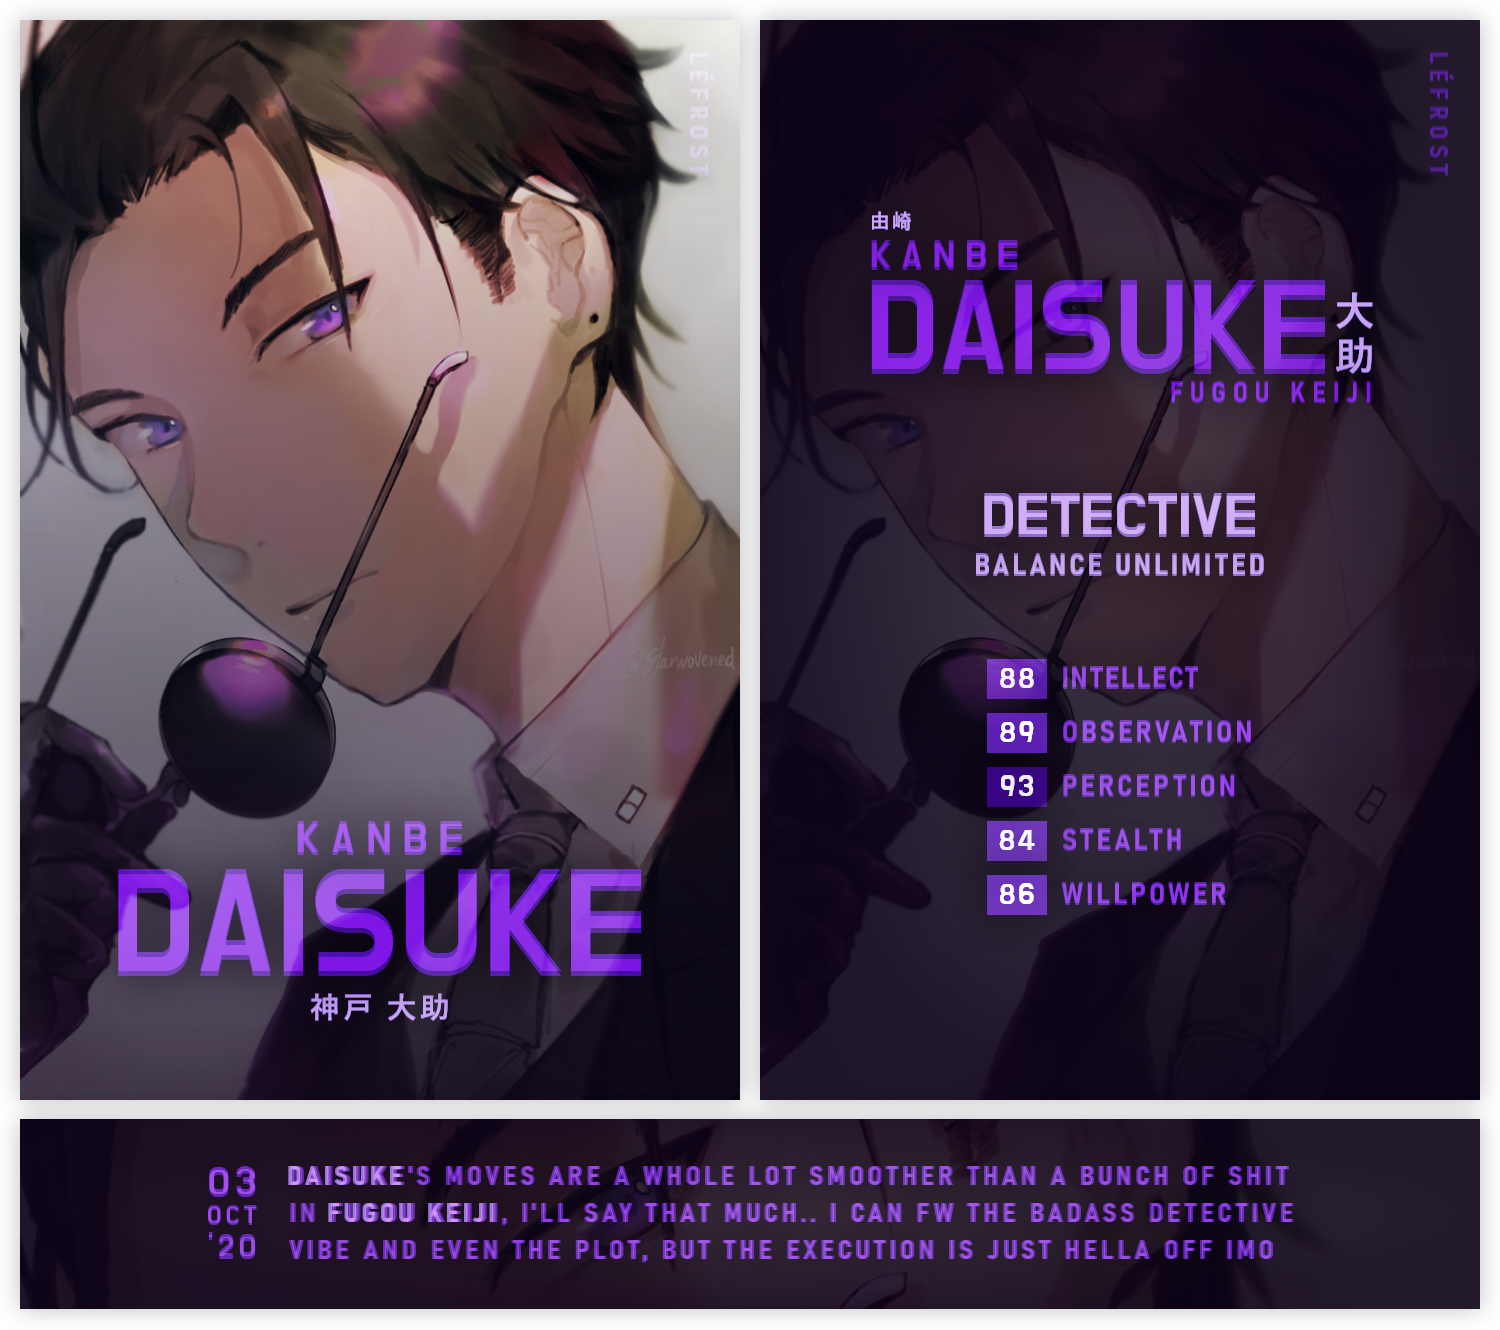 LÉFROST
@Starwovened
KANBE
DAISUKE
神戸 大助
LÉFROST
由崎
KANBE
DAISUKE
大助
FUGOU KEIJI
DETECTIVE
BALANCE UNLIMITED
88 INTELLECT
89 OBSERVATION
93 PERCEPTION
84 STEALTH
86 WILLPOWER
03
OCT
'20
DAISUKE'S MOVES ARE A WHOLE LOT SMOOTHER THAN A BUNCH OF SHIT
IN FUGOU KEIJI, I'LL SAY THAT MUCH.. I CAN FW THE BADASS DETECTIVE
VIBE AND EVEN THE PLOT, BUT THE EXECUTION IS JUST HELLA OFF IMO